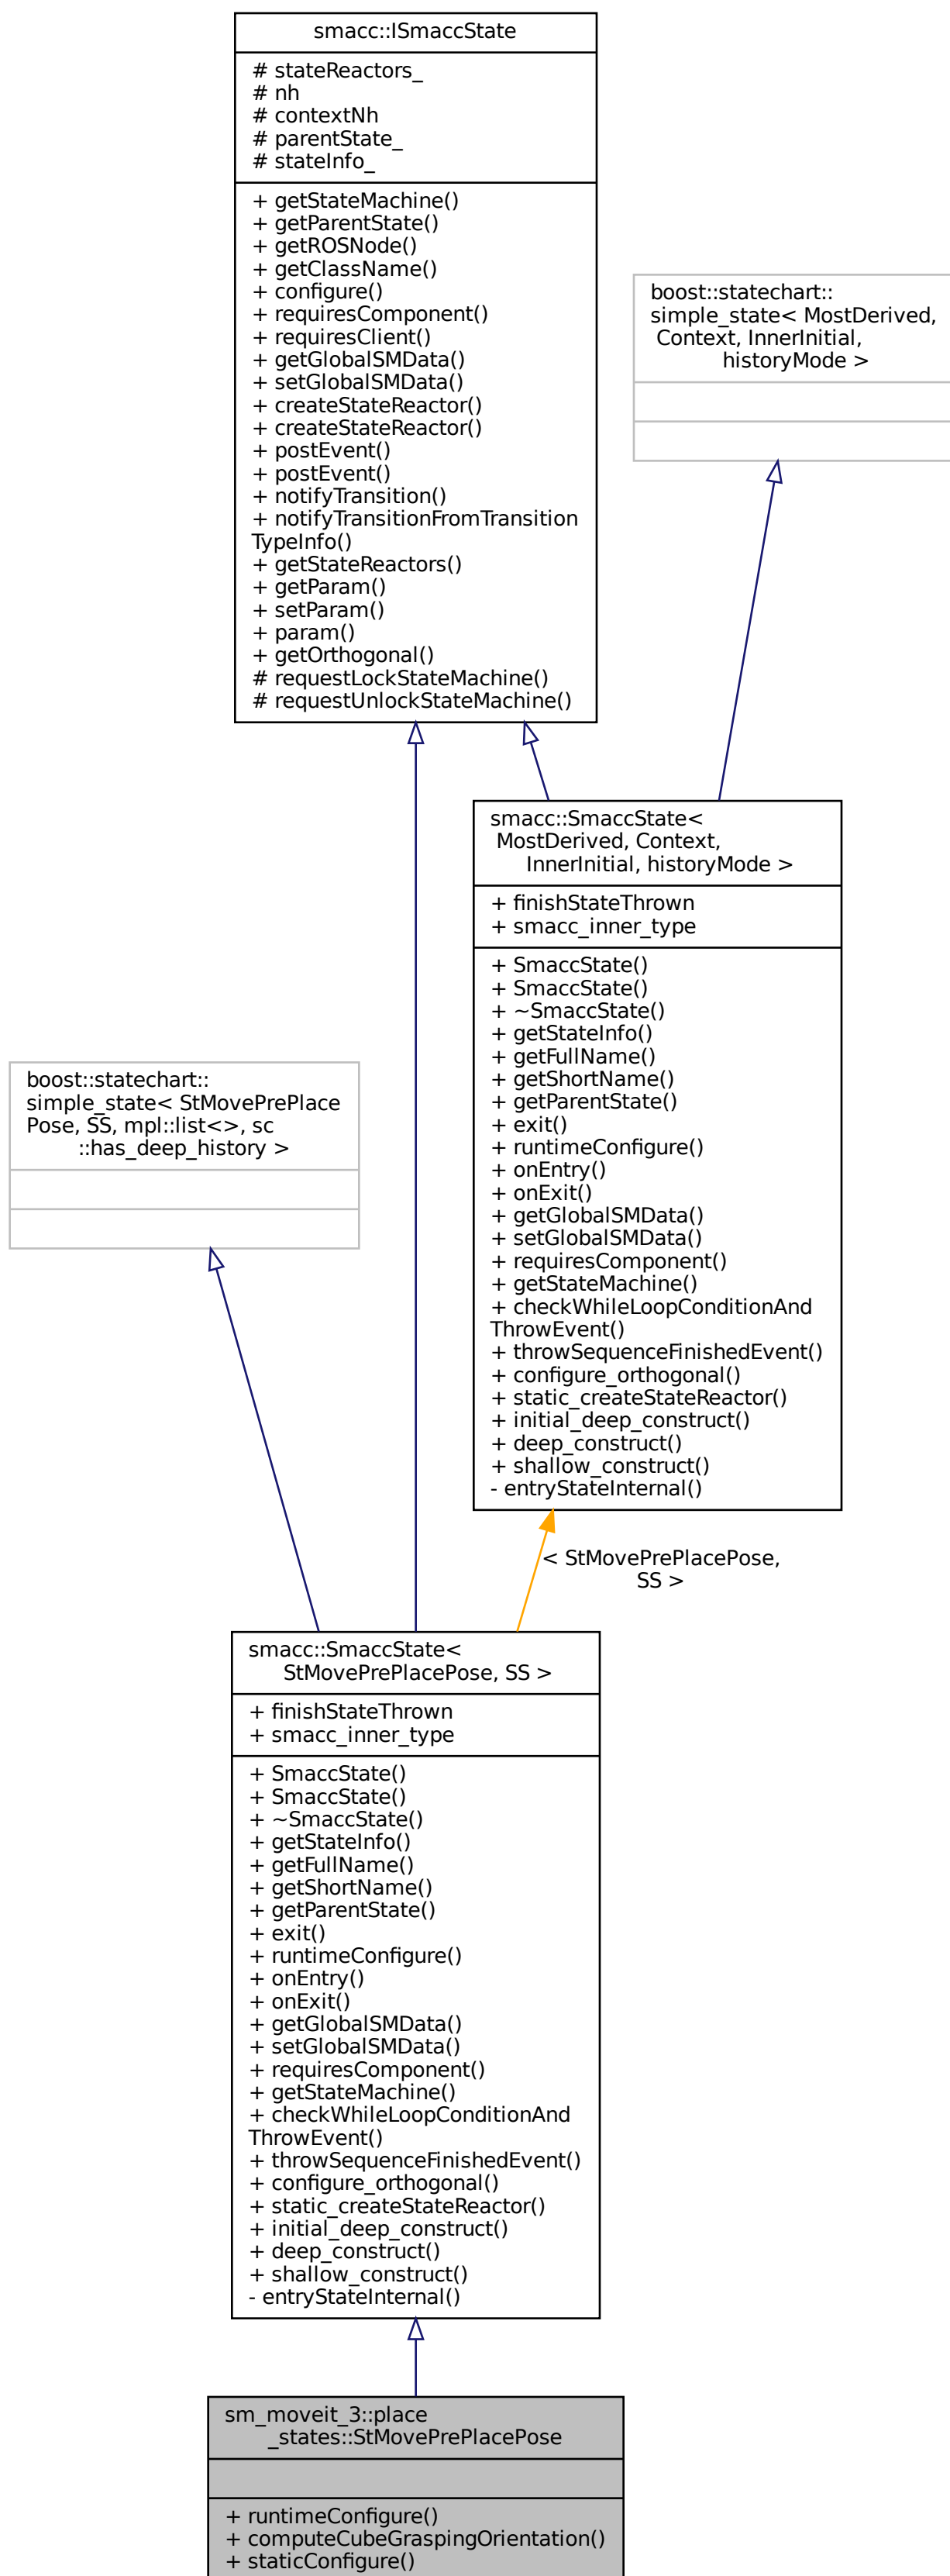 smacc::ISmaccState
# stateReactors_
# nh
# contextNh
# parentState_
# stateInfo_
+ getStateMachine()
+ getParentState()
+ getROSNode()
+ getClassName()
+ configure()
+ requiresComponent()
+ requiresClient()
+ getGlobalSMData()
+ setGlobalSMData()
+ createStateReactor()
+ createStateReactor()
+ postEvent()
+ postEvent()
+ notifyTransition()
+ notifyTransitionFromTransition
TypeInfo()
+ getStateReactors()
+ getParam()
+ setParam()
+ param()
+ getOrthogonal()
# requestLockStateMachine()
# requestUnlockStateMachine()
boost::statechart::
simple_state< MostDerived,
Context, InnerInitial,
historyMode >
smacc::SmaccState<
MostDerived, Context,
InnerInitial, historyMode >
+ finishStateThrown
+ smacc_inner_type
+ SmaccState()
+ SmaccState()
+ ~SmaccState()
+ getStateInfo()
+ getFullName()
+ getShortName()
+ getParentState()
+ exit()
+ runtimeConfigure()
+ onEntry()
+ onExit()
+ getGlobalSMData()
+ setGlobalSMData()
+ requiresComponent()
+ getStateMachine()
+ checkWhileLoopConditionAnd
ThrowEvent()
+ throwSequenceFinishedEvent()
+ configure_orthogonal()
+ static_createStateReactor()
+ initial_deep_construct()
+ deep_construct()
+ shallow_construct()
- entryStateInternal()
boost::statechart::
simple_state< StMovePrePlace
Pose, SS, mpl::list<>, sc
::has_deep_history >
< StMovePrePlacePose,
SS >
smacc::SmaccState<
StMovePrePlacePose, SS >
+ finishStateThrown
+ smacc_inner_type
+ SmaccState()
+ SmaccState()
+ ~SmaccState()
+ getStateInfo()
+ getFullName()
+ getShortName()
+ getParentState()
+ exit()
+ runtimeConfigure()
+ onEntry()
+ onExit()
+ getGlobalSMData()
+ setGlobalSMData()
+ requiresComponent()
+ getStateMachine()
+ checkWhileLoopConditionAnd
ThrowEvent()
+ throwSequenceFinishedEvent()
+ configure_orthogonal()
+ static_createStateReactor()
+ initial_deep_construct()
+ deep_construct()
+ shallow_construct()
- entryStateInternal()
sm_moveit_3::place
_states::StMovePrePlacePose
+ runtimeConfigure()
+ computeCubeGraspingOrientation()
+ staticConfigure()